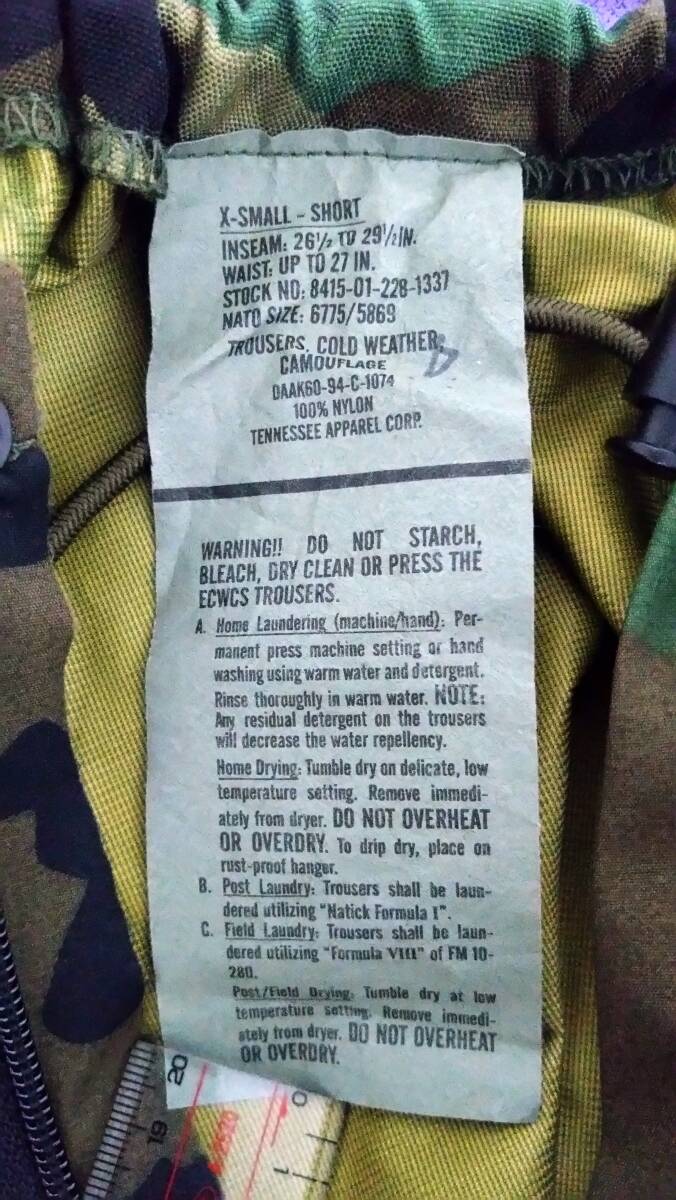 X-SMALL - SHORT
INSEAM: 26½ TO 29½ IN.
WAIST: UP TO 27 IN.
STOCK NO: 8415-01-228-1337
NATO SIZE: 6775/5869
TROUSERS, COLD WEATHER,
CAMOUFLAGE
DAAK60-94-C-1074
100% NYLON
TENNESSEE APPAREL CORP.
WARNING!! DO NOT STARCH,
BLEACH, DRY CLEAN OR PRESS THE
ECWCS TROUSERS.
A. Home Laundering (machine/hand): Per-
manent press machine setting or hand
washing using warm water and detergent.
Rinse thoroughly in warm water. NOTE:
Any residual detergent on the trousers
will decrease the water repellency.
Home Drying: Tumble dry on delicate, low
temperature setting. Remove immedi-
ately from dryer. DO NOT OVERHEAT
OR OVERDRY. To drip dry, place on
rust-proof hanger.
B. Post Laundry: Trousers shall be laun-
dered utilizing "Natick Formula I".
C. Field Laundry: Trousers shall be laun-
dered utilizing "Formula VIII" of FM 10-
280.
Post/Field Drying: Tumble dry at low
temperature setting. Remove immedi-
ately from dryer. DO NOT OVERHEAT
OR OVERDRY.
20
19
0
1